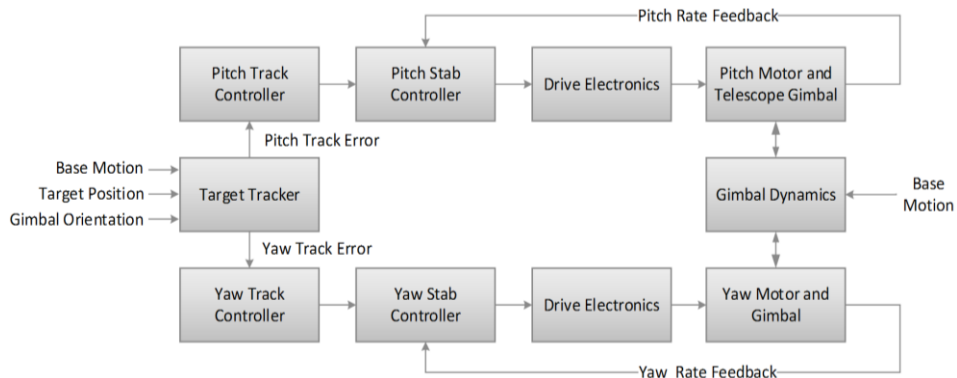 Pitch Rate Feedback
Pitch Track
Controller
Pitch Stab
Controller
Drive Electronics
Pitch Motor and
Telescope Gimbal
Pitch Track Error
Base Motion
Target Position
Gimbal Orientation
Target Tracker
Gimbal Dynamics
Base
Motion
Yaw Track Error
Yaw Track
Controller
Yaw Stab
Controller
Drive Electronics
Yaw Motor and
Gimbal
Yaw Rate Feedback